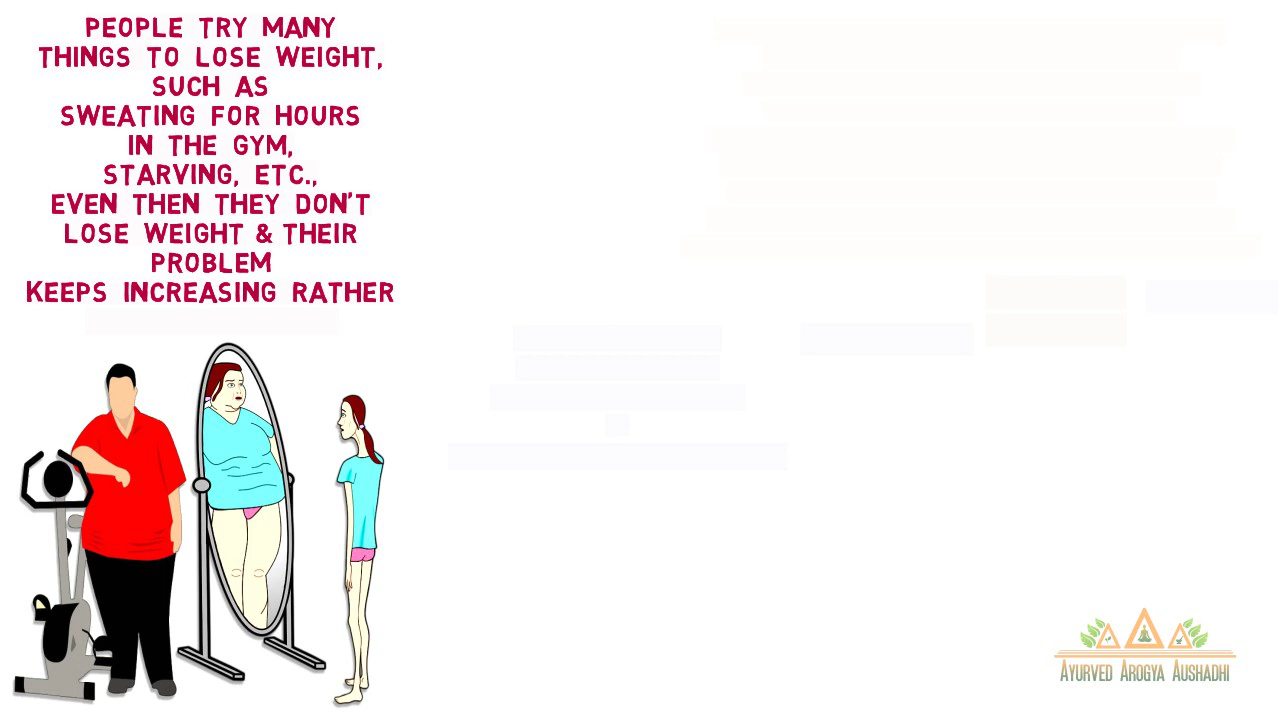 PEOPLE TRY MANY
THINGS TO LOSE WEIGHT,
SUCH AS
SWEATING FOR HOURS
IN THE GYM,
STARVING, ETC.,
EVEN THEN THEY DON'T
LOSE WEIGHT & THEIR
PROBLEM
KEEPS INCREASING RATHER
AYURVED AROGYA AUSHADHI